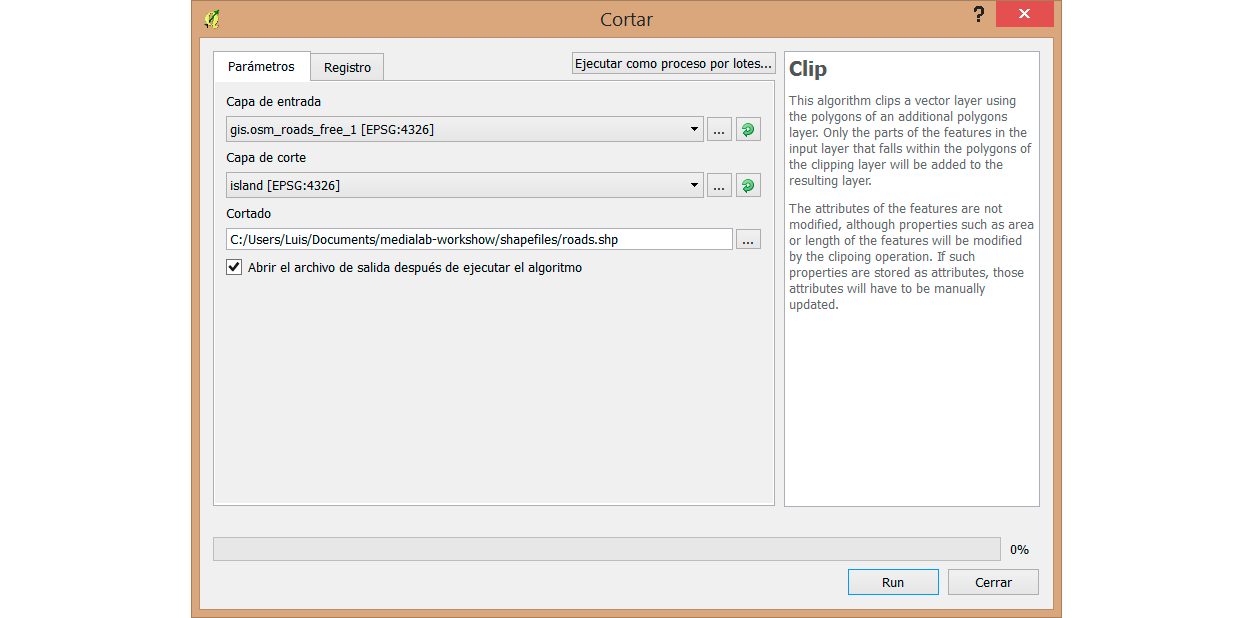 Cortar
?
Parámetros
Registro
Ejecutar como proceso por lotes...
Capa de entrada
gis.osm_roads_free_1 [EPSG:4326]
...
Capa de corte
island [EPSG:4326]
...
Cortado
C:/Users/Luis/Documents/medialab-workshow/shapefiles/roads.shp
...
Abrir el archivo de salida después de ejecutar el algoritmo
Clip
This algorithm clips a vector layer using
the polygons of an additional polygons
layer. Only the parts of the features in the
input layer that falls within the polygons of
the clipping layer will be added to the
resulting layer.
The attributes of the features are not
modified, although properties such as area
or length of the features will be modified
by the clipoing operation. If such
properties are stored as attributes, those
attributes will have to be manually
updated.
0%
Run
Cerrar